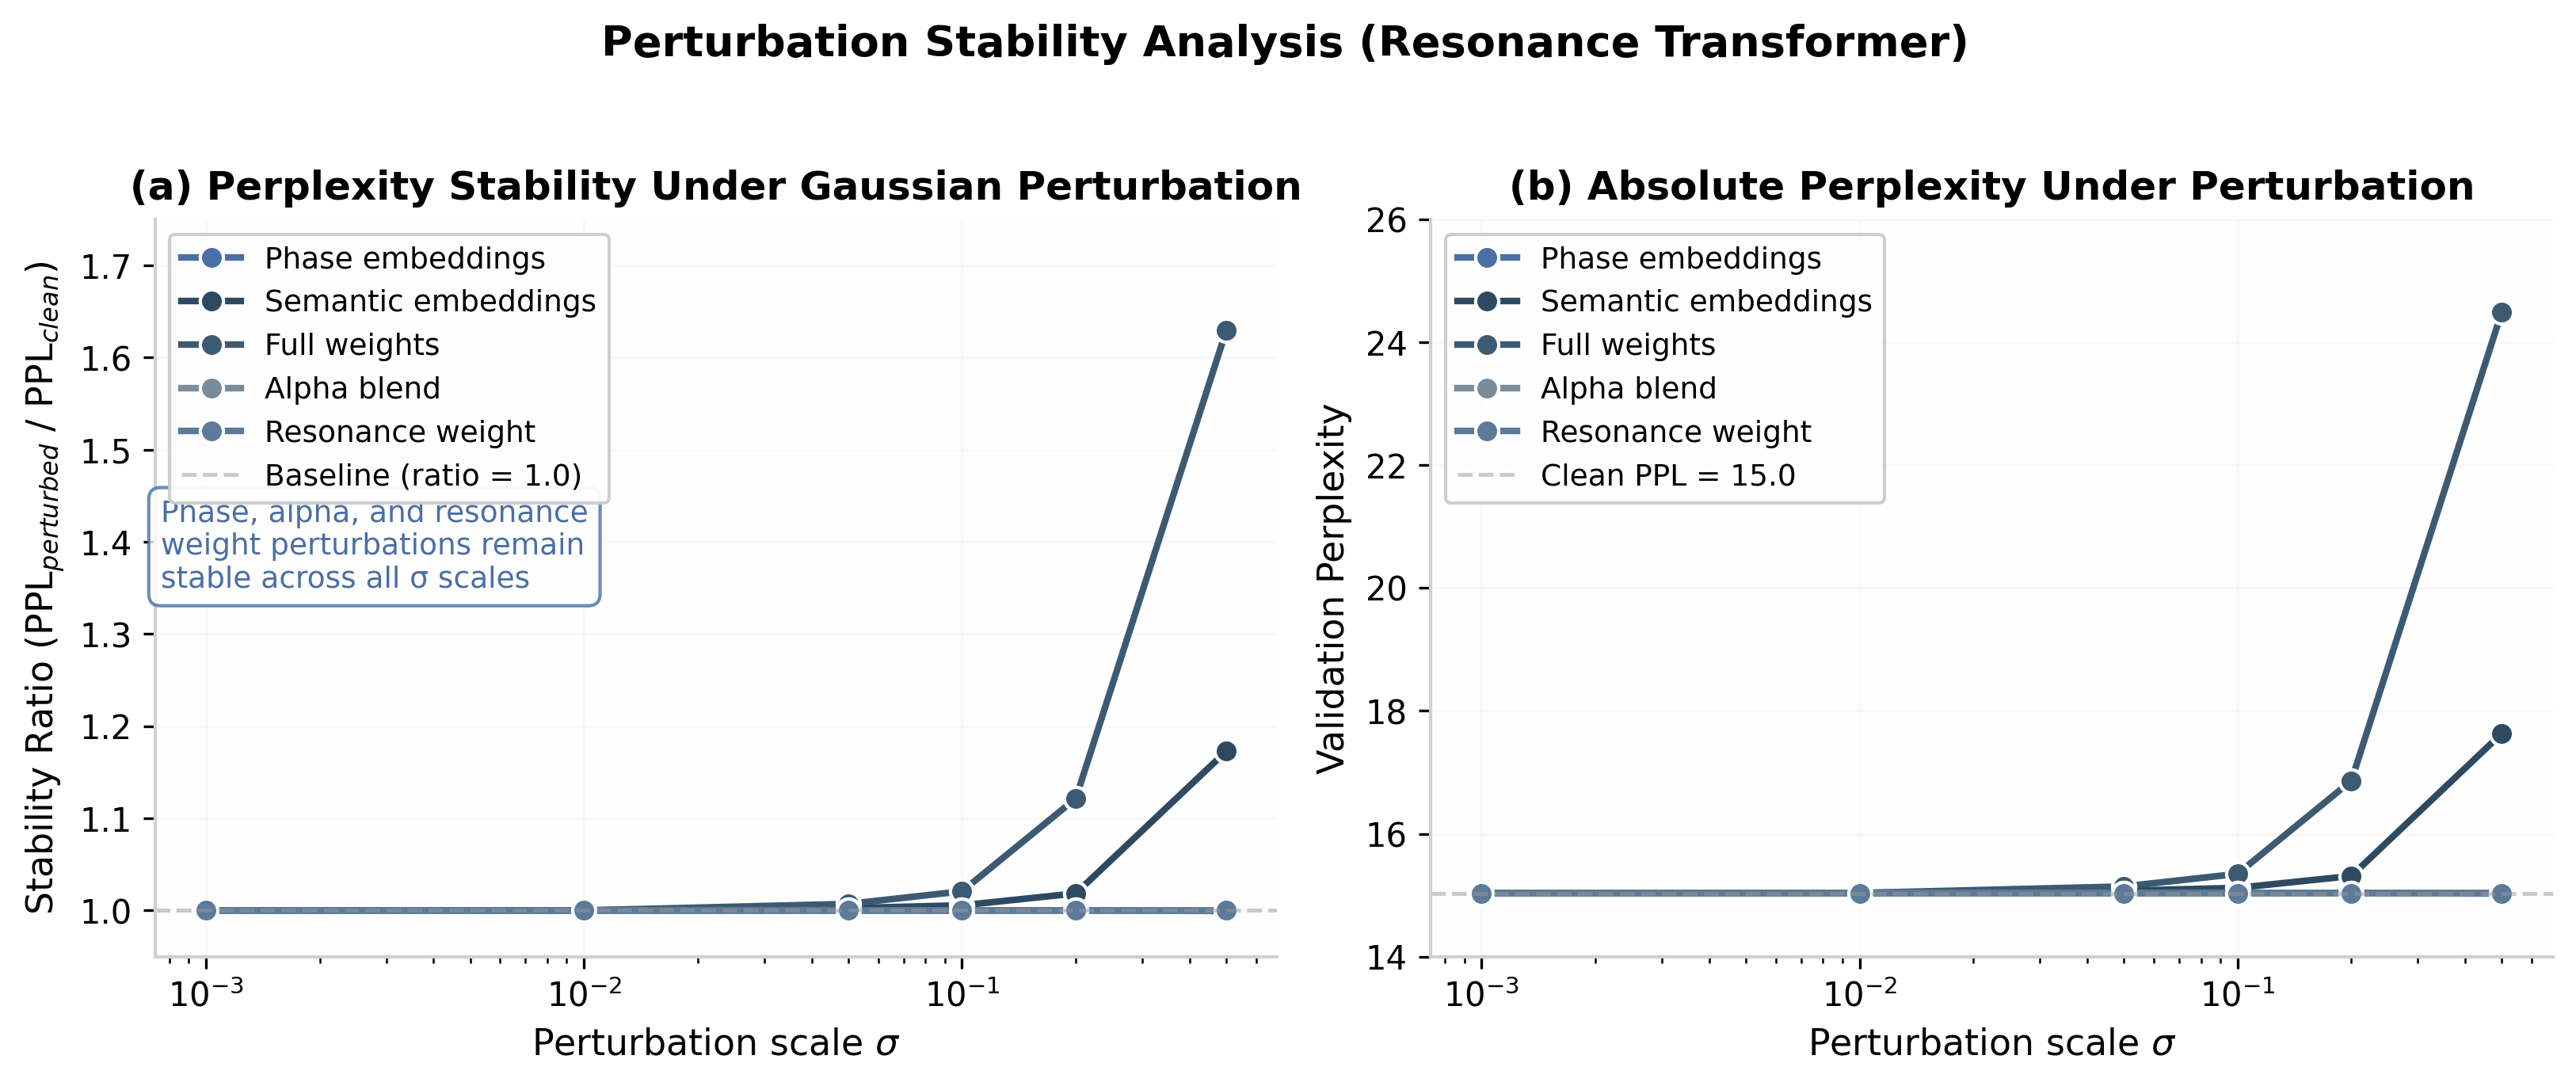 Perturbation Stability Analysis (Resonance Transformer)
(a) Perplexity Stability Under Gaussian Perturbation
Stability Ratio (PPL_perturbed / PPL_clean)
1.7
1.6
1.5
1.4
1.3
1.2
1.1
1.0
Phase embeddings
Semantic embeddings
Full weights
Alpha blend
Resonance weight
Baseline (ratio = 1.0)
Phase, alpha, and resonance
weight perturbations remain
stable across all σ scales
10⁻³
10⁻²
10⁻¹
Perturbation scale σ
(b) Absolute Perplexity Under Perturbation
Validation Perplexity
26
24
22
20
18
16
14
Phase embeddings
Semantic embeddings
Full weights
Alpha blend
Resonance weight
Clean PPL = 15.0
10⁻³
10⁻²
10⁻¹
Perturbation scale σ